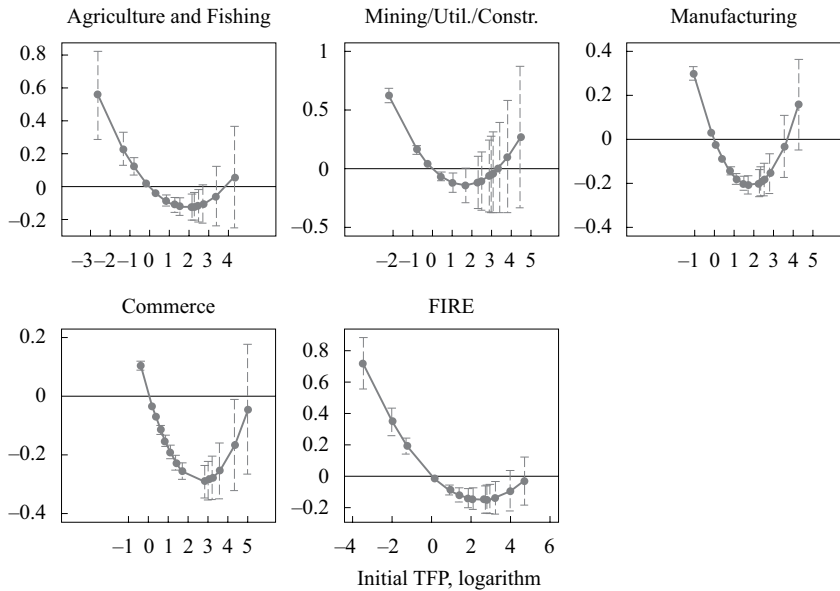 Agriculture and Fishing Mining/Util./Constr. Manufacturing
0.8 1 0.4
0.6
0.4 0.5 0.2
0.2 0 0
0 –0.2
–0.2 –0.5 –0.4
–3 –2 –1 0 1 2 3 4 –2 –1 0 1 2 3 4 5 –1 0 1 2 3 4 5
Commerce FIRE
0.2 0.8
0 0.6
0.4
–0.2 0.2
0
–0.4 –0.2
–1 0 1 2 3 4 5 –4 –2 0 2 4 6
Initial TFP, logarithm